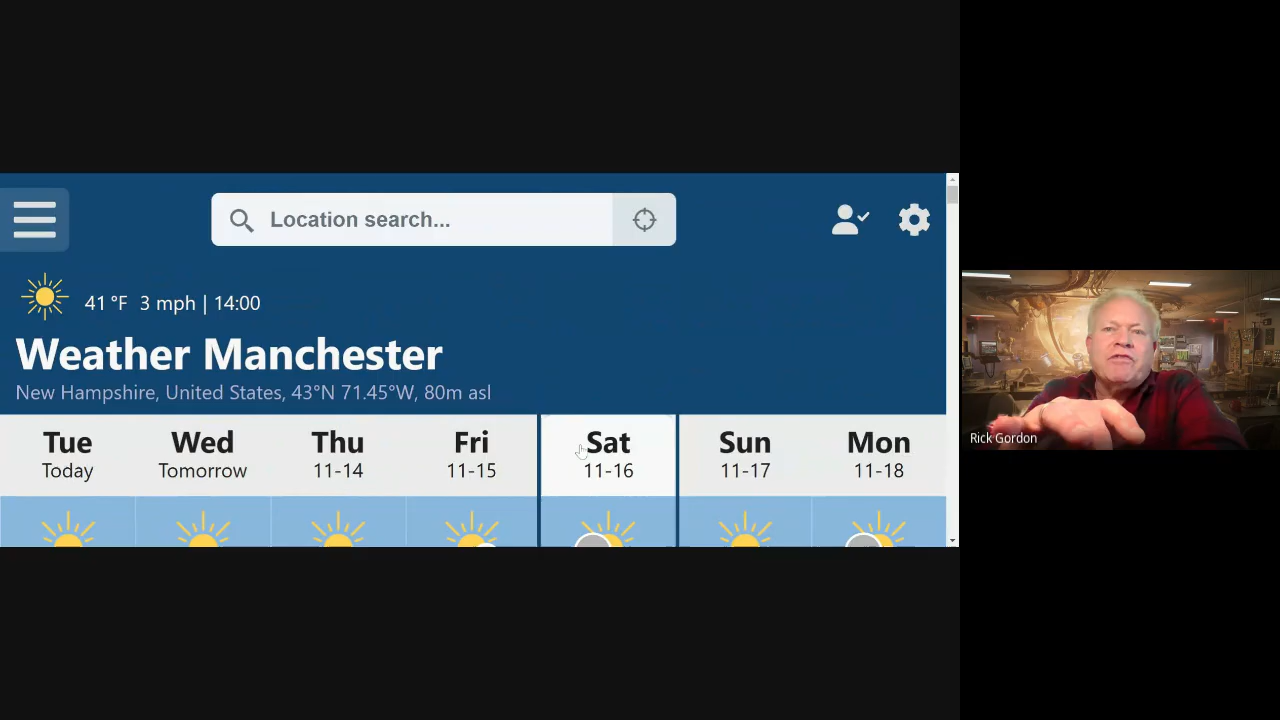 Location search...
41 °F 3 mph | 14:00
Weather Manchester
New Hampshire, United States, 43°N 71.45°W, 80m asl
Tue Wed Thu Fri Sat Sun Mon
Today Tomorrow 11-14 11-15 11-16 11-17 11-18
Rick Gordon